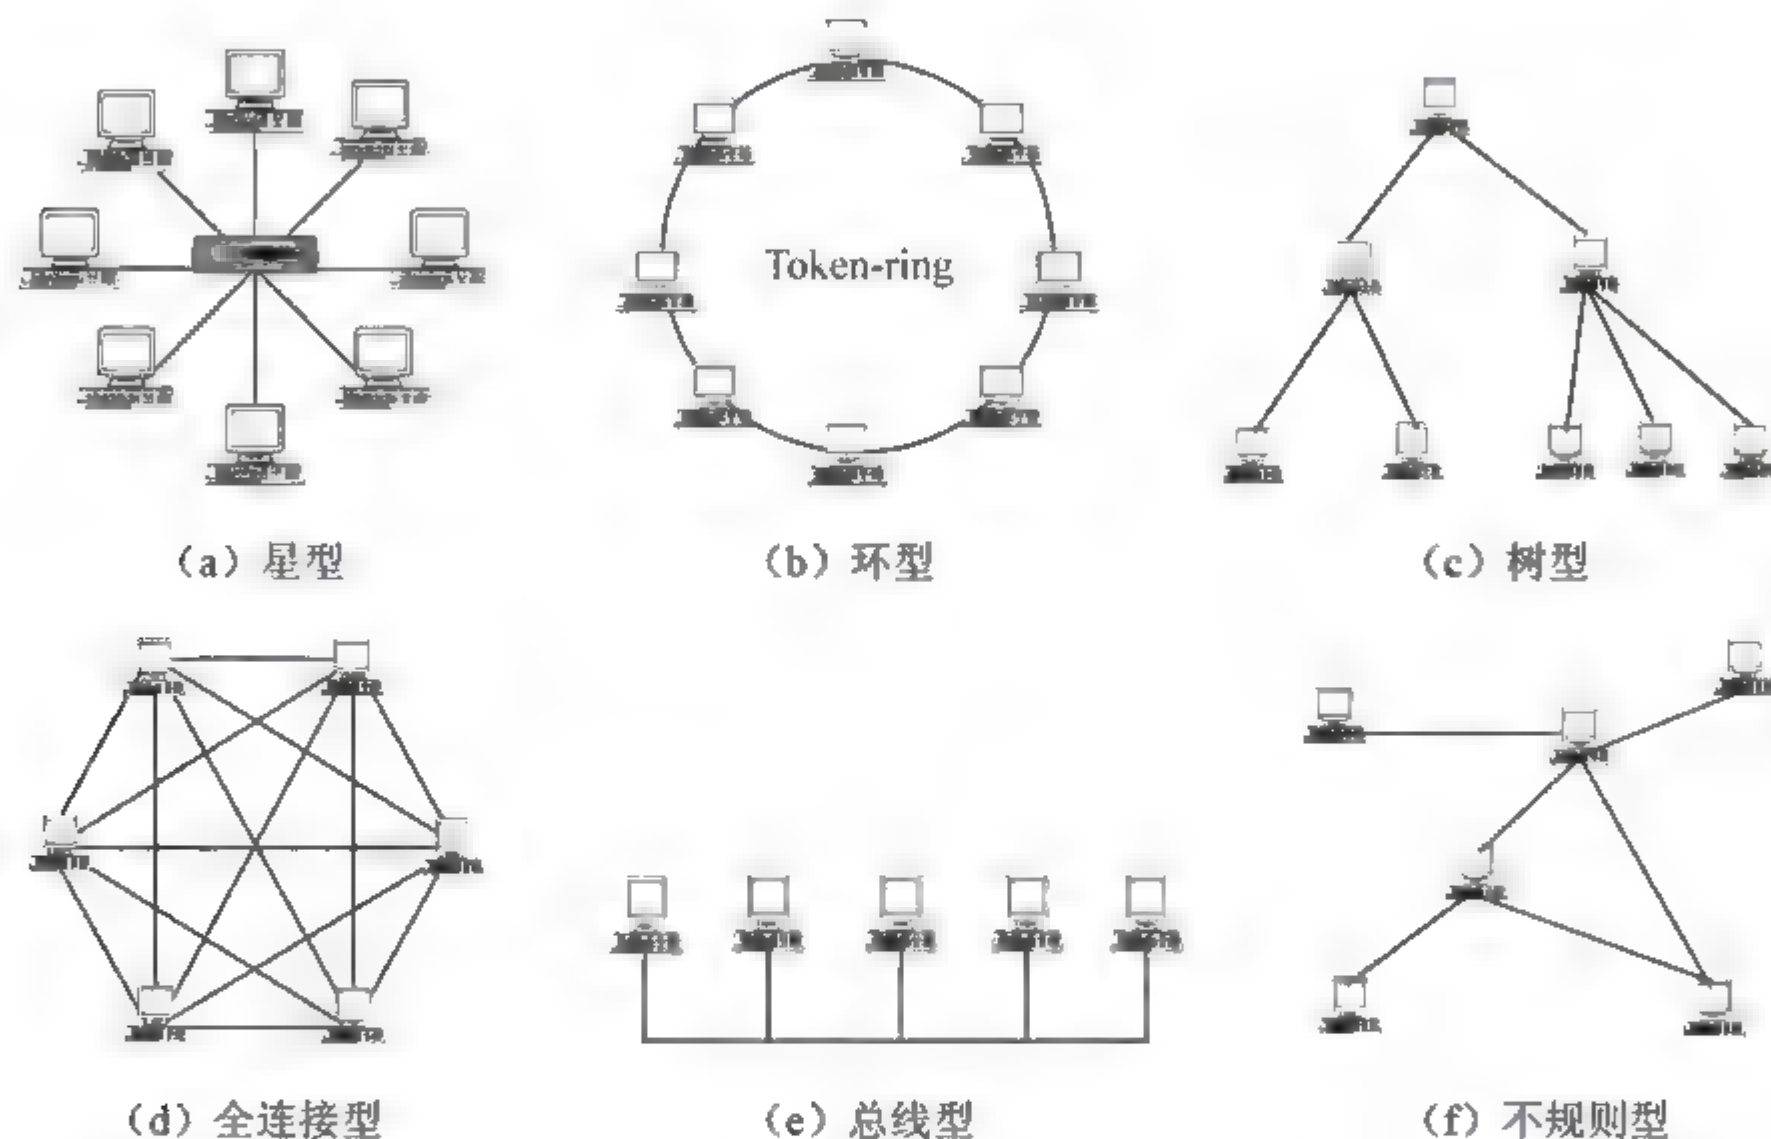 Token-ring
(a) 星型
(b) 环型
(c) 树型
(d) 全连接型
(e) 总线型
(f) 不规则型